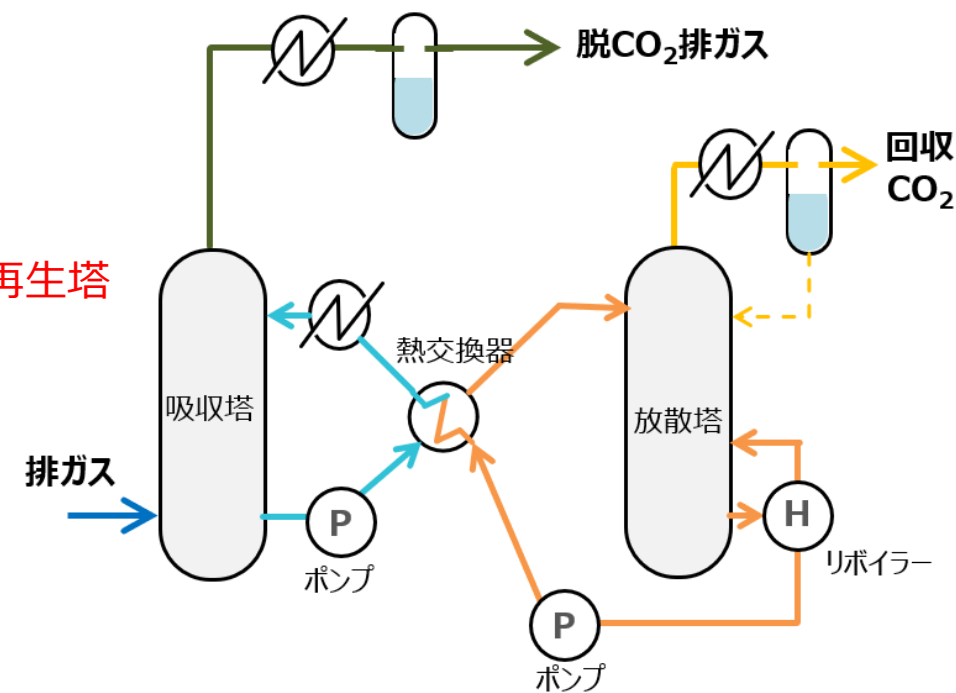 脱CO₂排ガス
回収
CO₂
再生塔
熱交換器
吸収塔
放散塔
排ガス
P
ポンプ
H
リボイラー
P
ポンプ